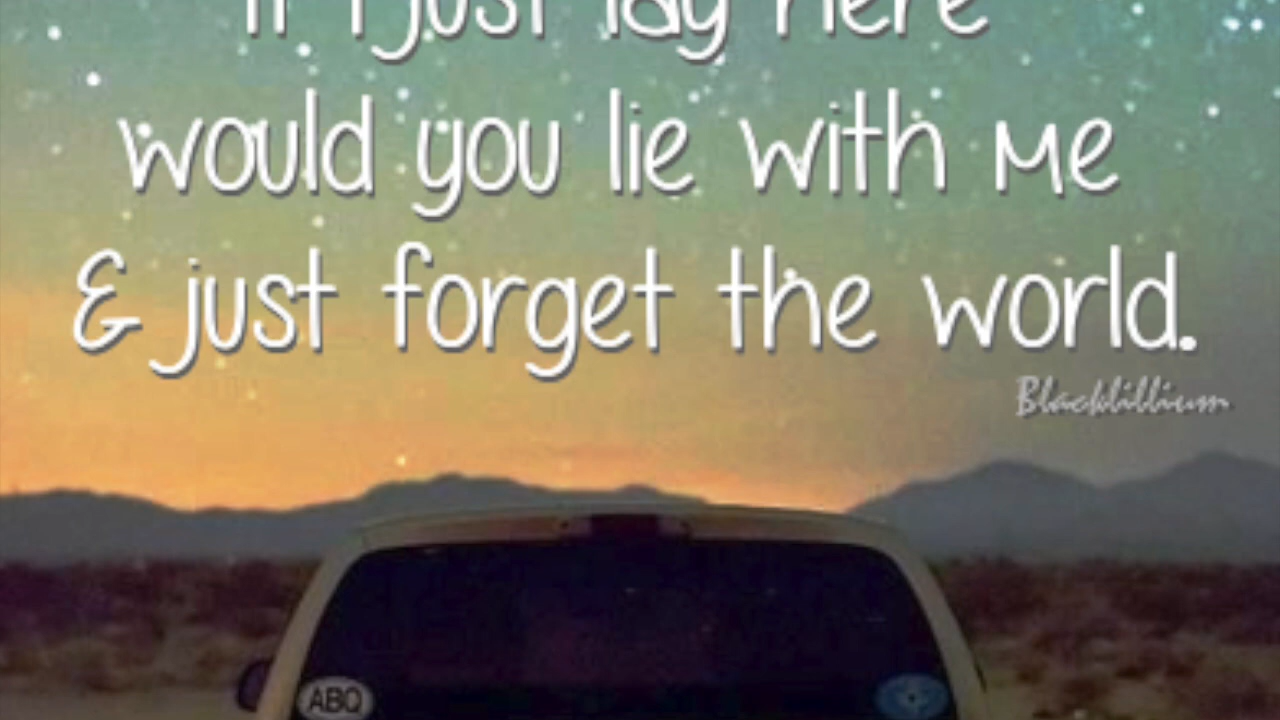 If I just lay here
would you lie with me
& just forget the world.
Blacklillium
ABQ